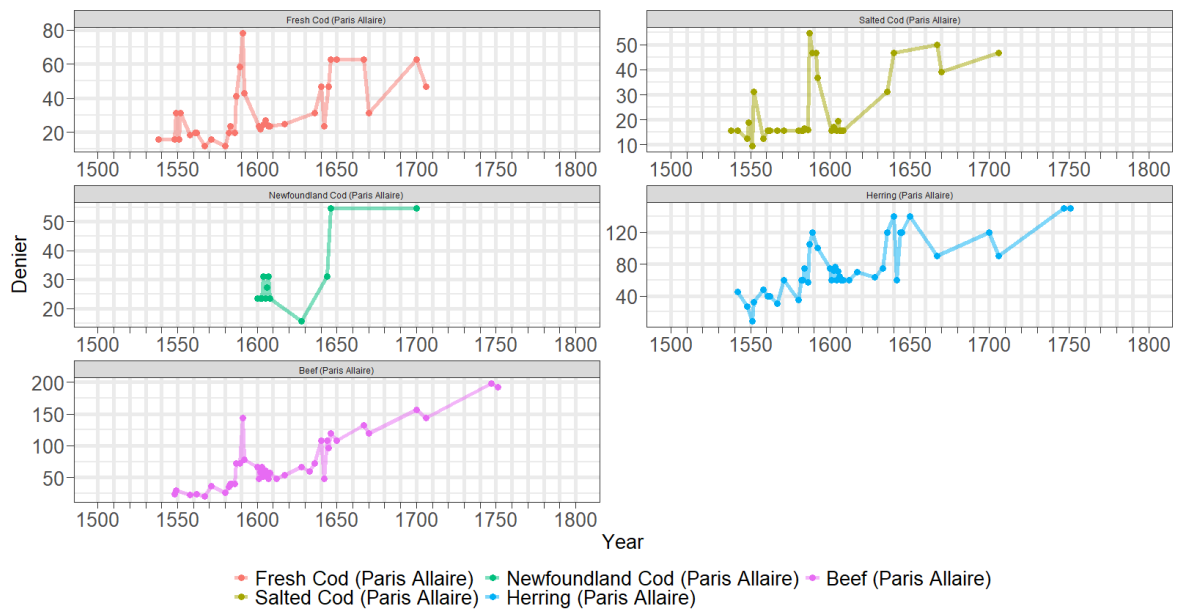 Fresh Cod (Paris Allaire)
80
60
40
20
1500 1550 1600 1650 1700 1750 1800
Salted Cod (Paris Allaire)
50
40
30
20
10
1500 1550 1600 1650 1700 1750 1800
Newfoundland Cod (Paris Allaire)
50
40
30
20
1500 1550 1600 1650 1700 1750 1800
Herring (Paris Allaire)
120
80
40
1500 1550 1600 1650 1700 1750 1800
Beef (Paris Allaire)
200
150
100
50
1500 1550 1600 1650 1700 1750 1800
Denier
Year
Fresh Cod (Paris Allaire) Newfoundland Cod (Paris Allaire) Beef (Paris Allaire)
Salted Cod (Paris Allaire) Herring (Paris Allaire)